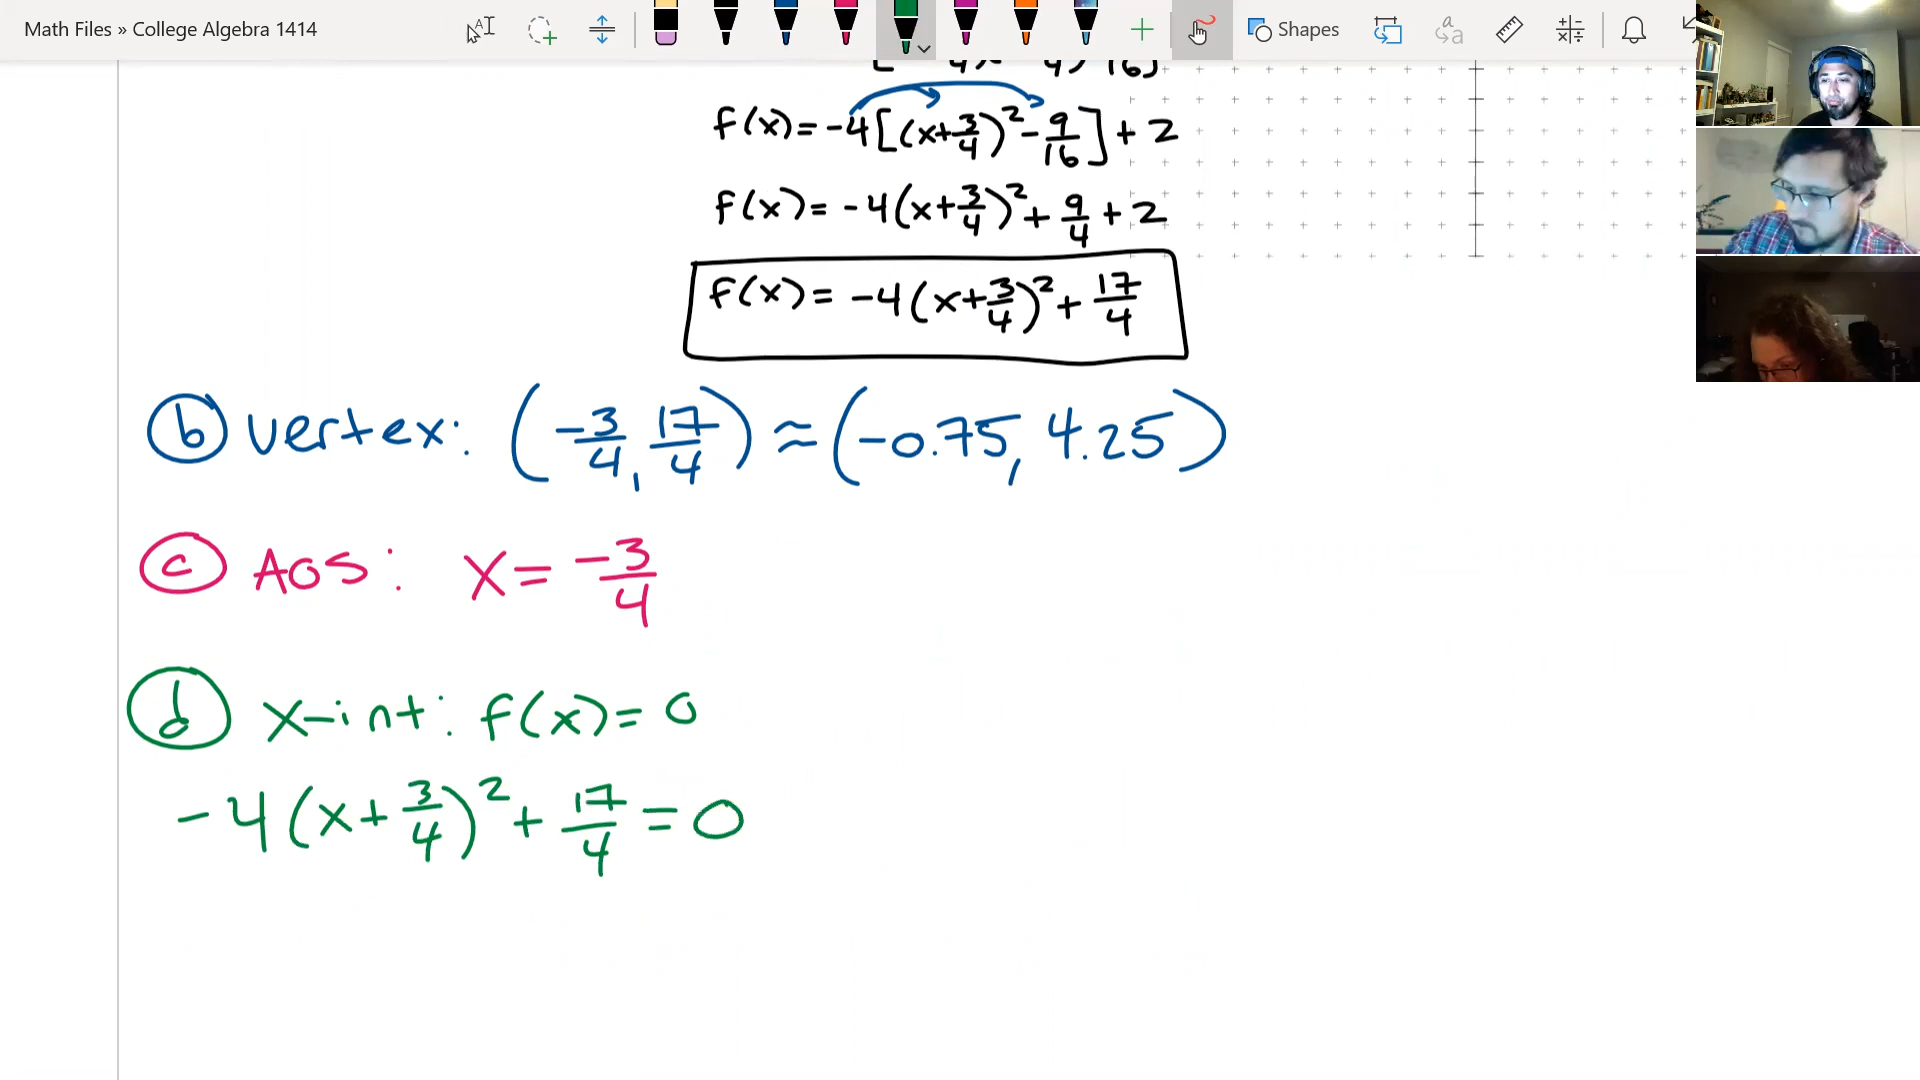 Math Files » College Algebra 1414
Shapes
f(x)=-4[(x+3/4)²-9/16]+2
f(x)=-4(x+3/4)²+9/4+2
f(x)=-4(x+3/4)²+17/4
b vertex: (-3/4, 17/4)≈(-0.75, 4.25)
c AOS: x=-3/4
d x-int: f(x)=0
-4(x+3/4)²+17/4=0